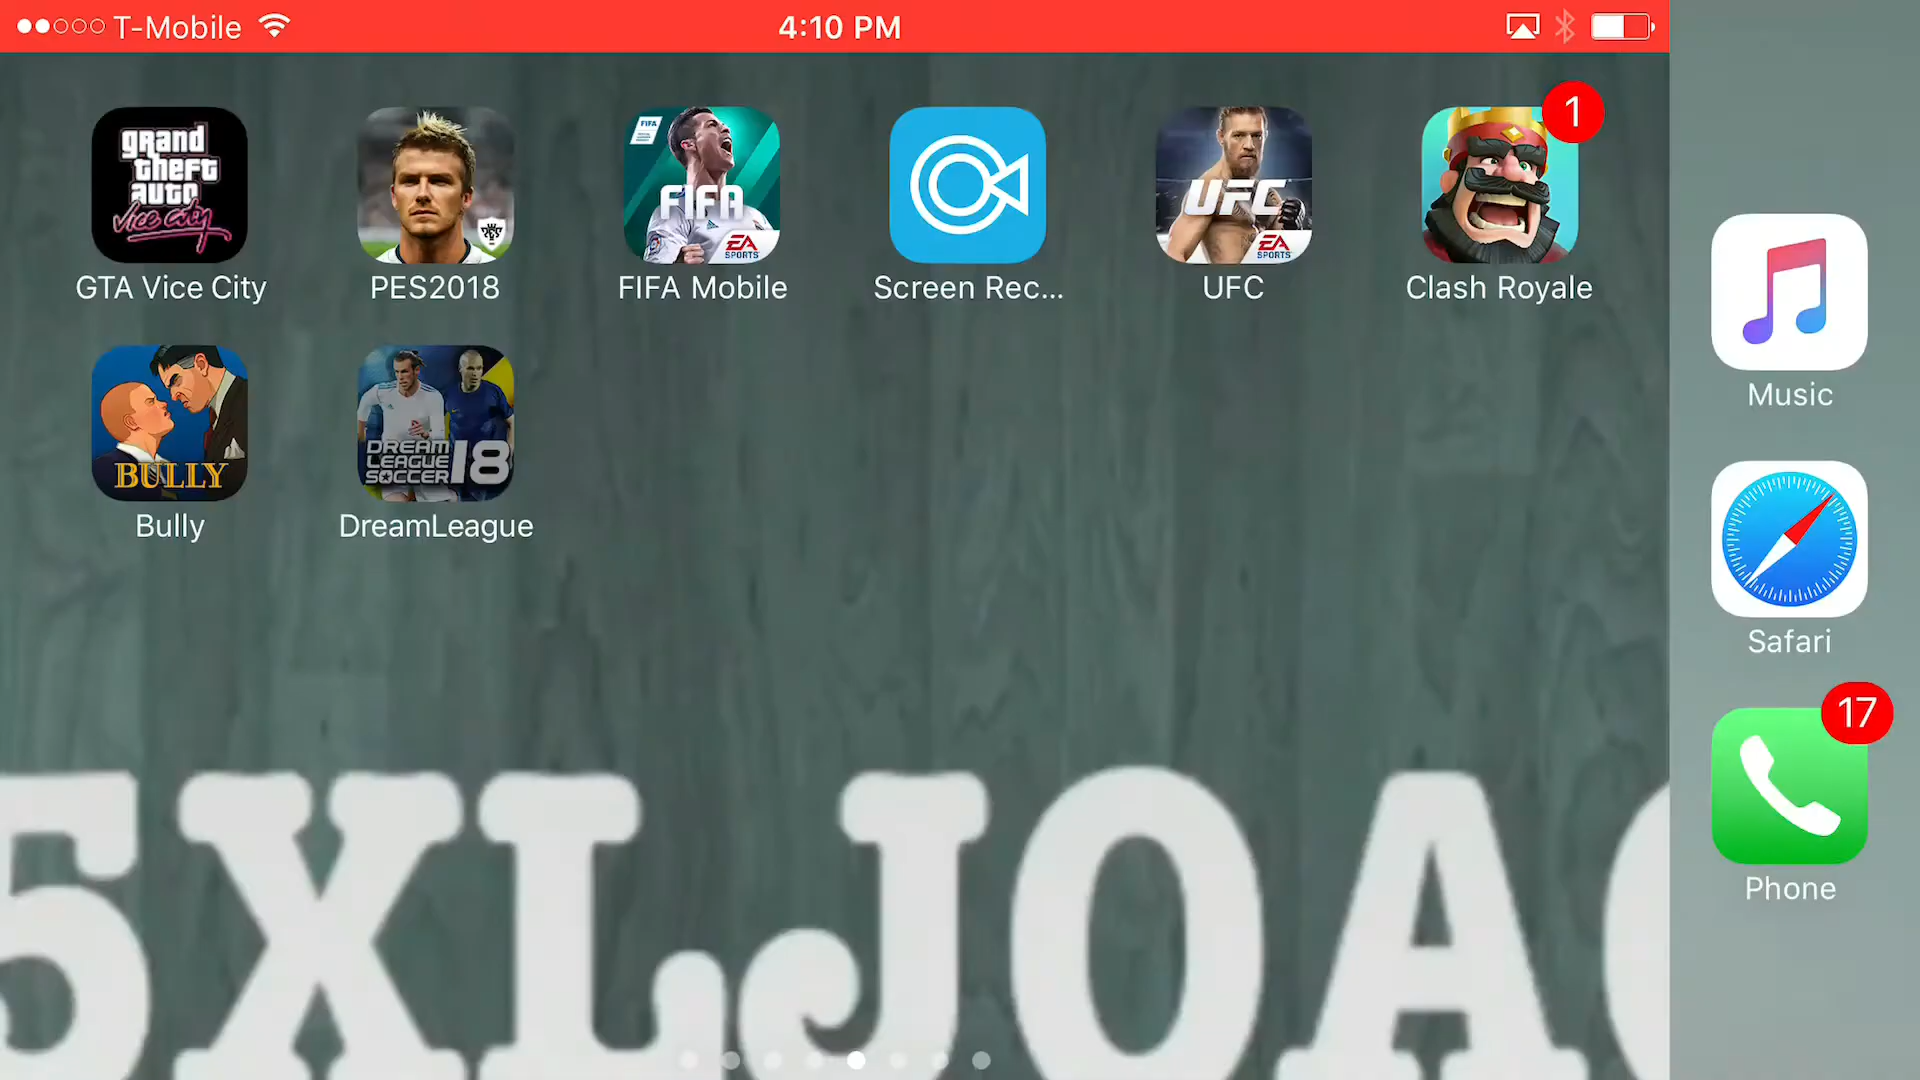 T-Mobile 4:10 PM
grand
theft
auto
vice city
FIFA
FIFA
EA
SPORTS
UFC
EA
SPORTS
1
GTA Vice City PES2018 FIFA Mobile Screen Rec... UFC Clash Royale
BULLY
DREAM
LEAGUE
SOCCER 18
Bully DreamLeague
Music
Safari
17
Phone
5XLJOA